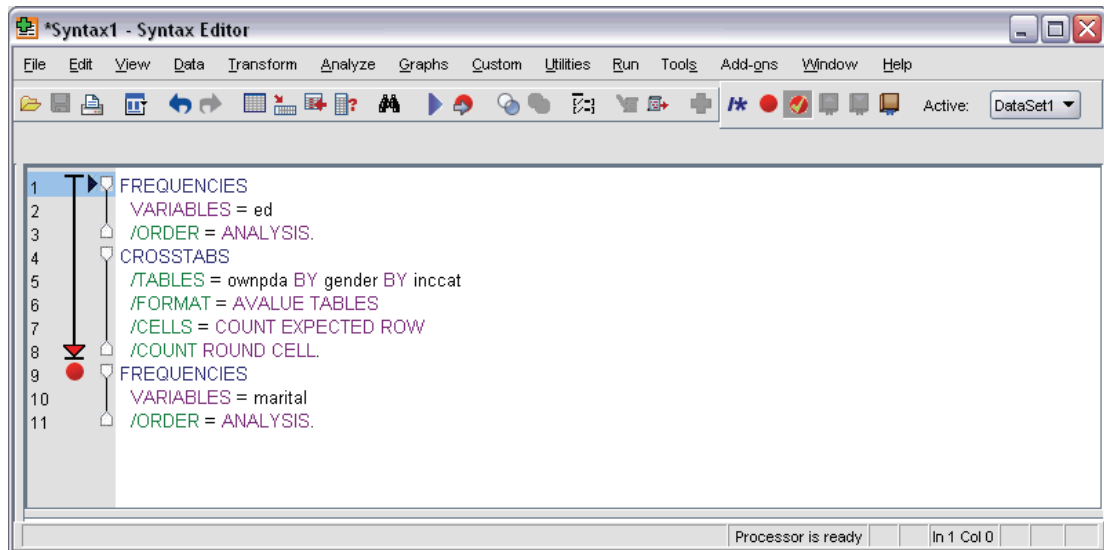 *Syntax1 - Syntax Editor
File Edit View Data Transform Analyze Graphs Custom Utilities Run Tools Add-ons Window Help
Active: DataSet1
1 FREQUENCIES
2 VARIABLES = ed
3 /ORDER = ANALYSIS.
4 CROSSTABS
5 /TABLES = ownpda BY gender BY inccat
6 /FORMAT = AVALUE TABLES
7 /CELLS = COUNT EXPECTED ROW
8 /COUNT ROUND CELL.
9 FREQUENCIES
10 VARIABLES = marital
11 /ORDER = ANALYSIS.
Processor is ready In 1 Col 0